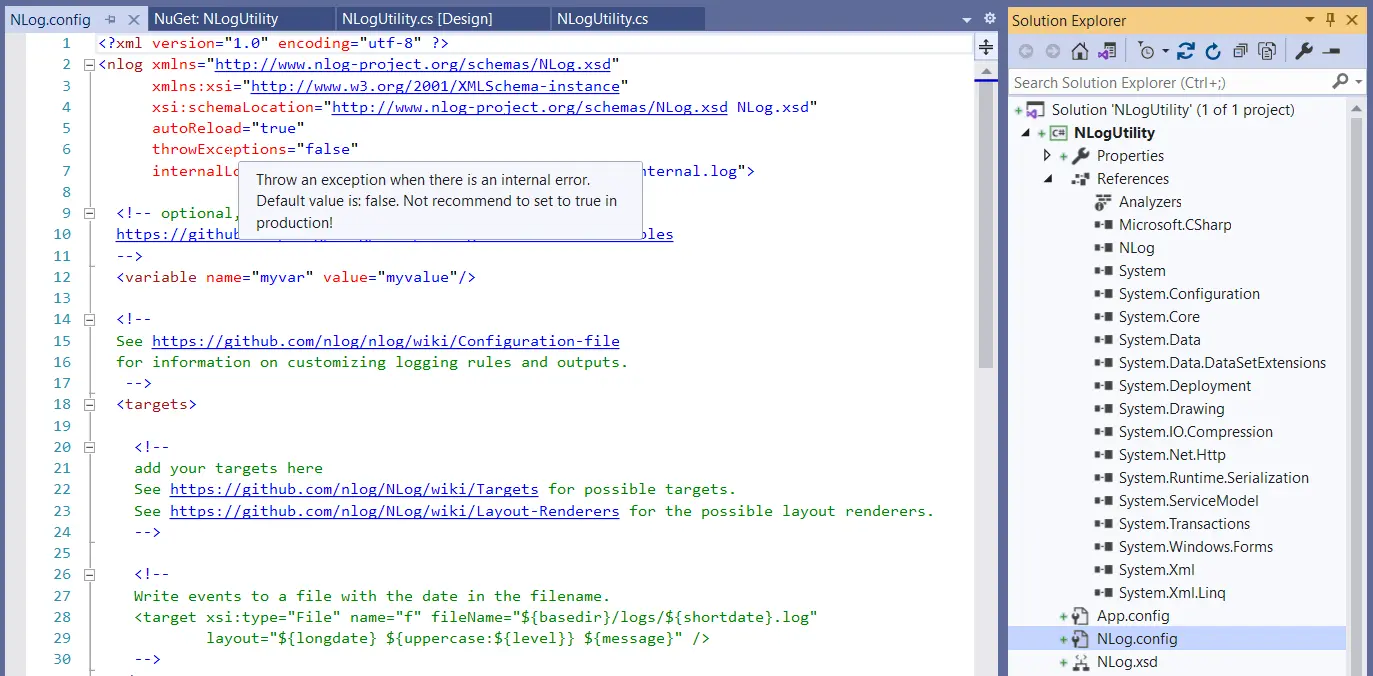 NLog.config
NuGet: NLogUtility
NLogUtility.cs [Design]
NLogUtility.cs
1 <?xml version="1.0" encoding="utf-8" ?>
2 <nlog xmlns="http://www.nlog-project.org/schemas/NLog.xsd"
3 xmlns:xsi="http://www.w3.org/2001/XMLSchema-instance"
4 xsi:schemaLocation="http://www.nlog-project.org/schemas/NLog.xsd NLog.xsd"
5 autoReload="true"
6 throwExceptions="false"
7 internalLo nternal.log">
Throw an exception when there is an internal error.
Default value is: false. Not recommend to set to true in
production!
8
9 <!-- optional,
10 https://github les
11 -->
12 <variable name="myvar" value="myvalue"/>
13
14 <!--
15 See https://github.com/nlog/nlog/wiki/Configuration-file
16 for information on customizing logging rules and outputs.
17 -->
18 <targets>
19
20 <!--
21 add your targets here
22 See https://github.com/nlog/NLog/wiki/Targets for possible targets.
23 See https://github.com/nlog/NLog/wiki/Layout-Renderers for the possible layout renderers.
24 -->
25
26 <!--
27 Write events to a file with the date in the filename.
28 <target xsi:type="File" name="f" fileName="${basedir}/logs/${shortdate}.log"
29 layout="${longdate} ${uppercase:${level}} ${message}" />
30 -->
Solution Explorer
Search Solution Explorer (Ctrl+;)
Solution 'NLogUtility' (1 of 1 project)
C# NLogUtility
Properties
References
Analyzers
Microsoft.CSharp
NLog
System
System.Configuration
System.Core
System.Data
System.Data.DataSetExtensions
System.Deployment
System.Drawing
System.IO.Compression
System.Net.Http
System.Runtime.Serialization
System.ServiceModel
System.Transactions
System.Windows.Forms
System.Xml
System.Xml.Linq
App.config
NLog.config
NLog.xsd